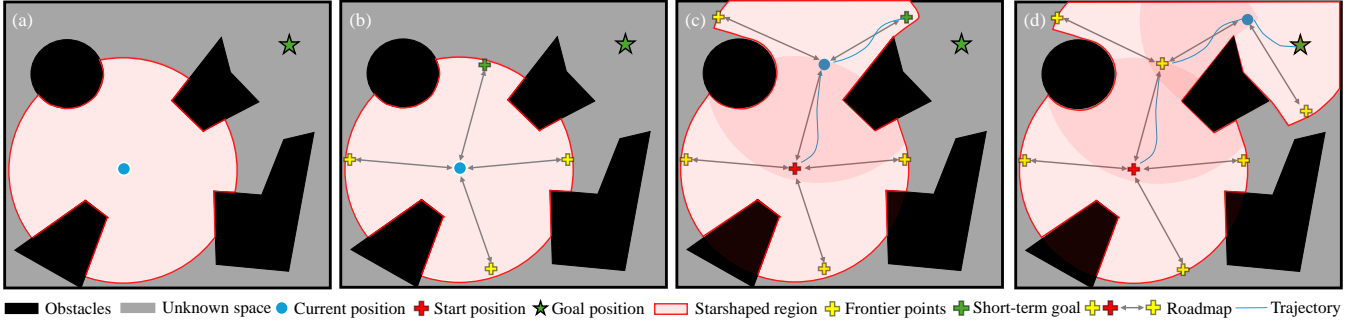 (a) (b) (c) (d)
Obstacles Unknown space Current position Start position Goal position Starshaped region Frontier points Short-term goal Roadmap Trajectory